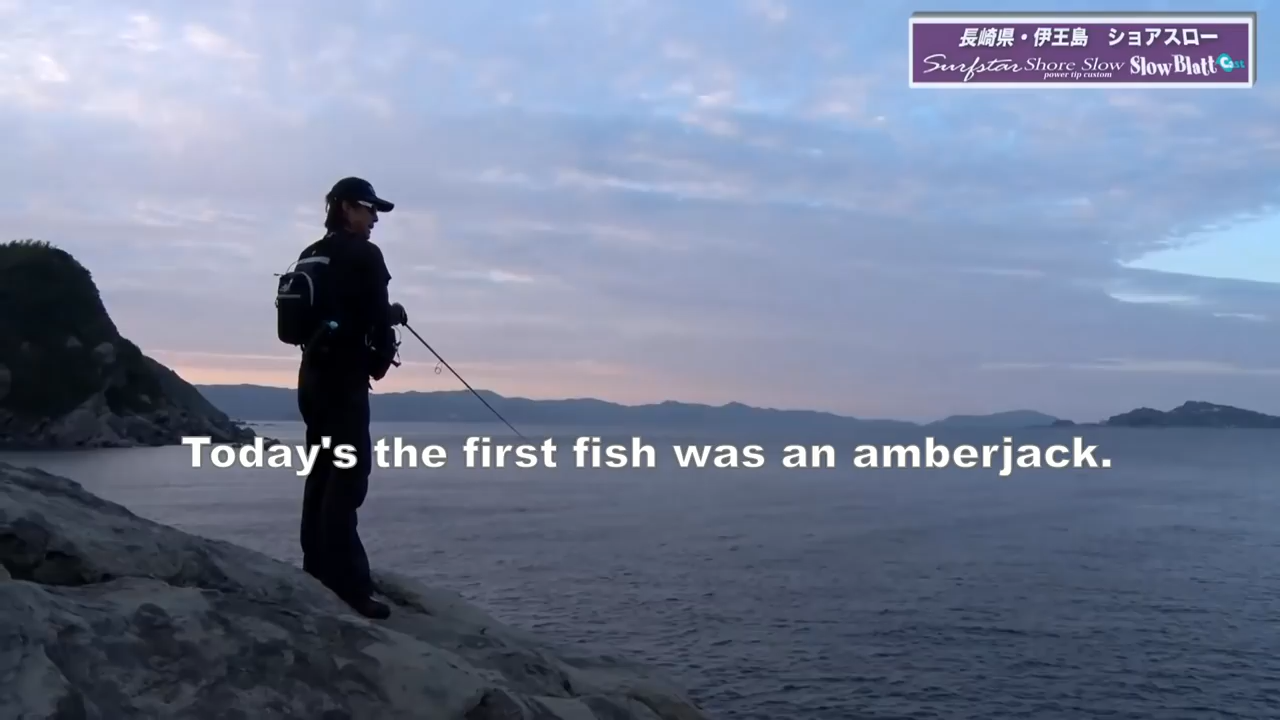 長崎県・伊王島 ショアスロー
Surfstar Shore Slow SlowBlatt Cast
power tip custom
Today's the first fish was an amberjack.